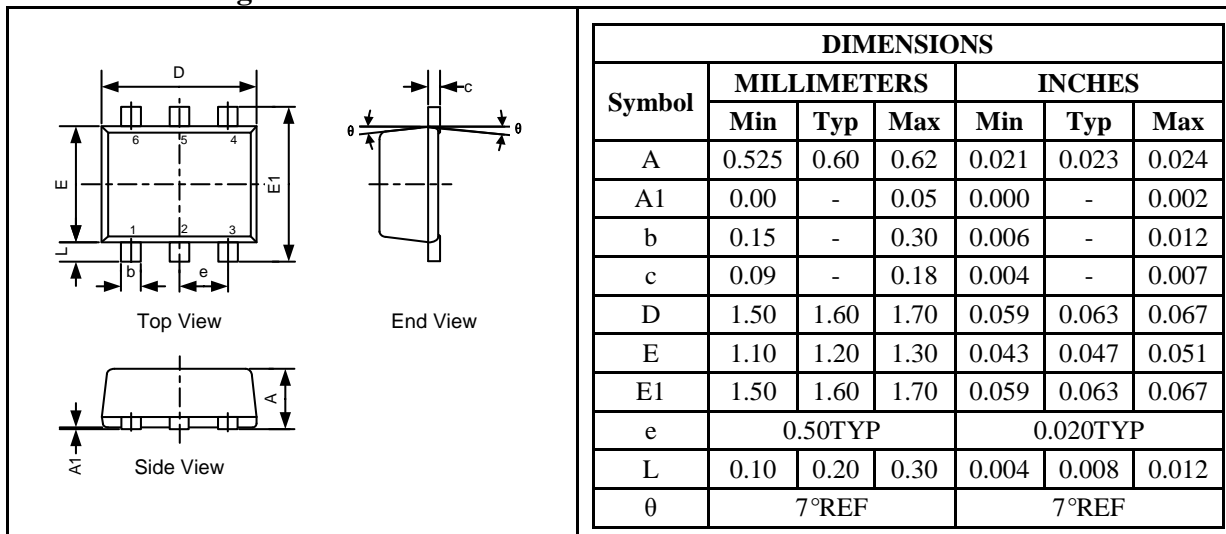 D
c
θ
θ
6 5 4
E
E1
1 2 3
L
b
e
Top View
End View
A
A1
Side View
DIMENSIONS
Symbol MILLIMETERS INCHES
Min Typ Max Min Typ Max
A 0.525 0.60 0.62 0.021 0.023 0.024
A1 0.00 - 0.05 0.000 - 0.002
b 0.15 - 0.30 0.006 - 0.012
c 0.09 - 0.18 0.004 - 0.007
D 1.50 1.60 1.70 0.059 0.063 0.067
E 1.10 1.20 1.30 0.043 0.047 0.051
E1 1.50 1.60 1.70 0.059 0.063 0.067
e 0.50TYP 0.020TYP
L 0.10 0.20 0.30 0.004 0.008 0.012
θ 7°REF 7°REF